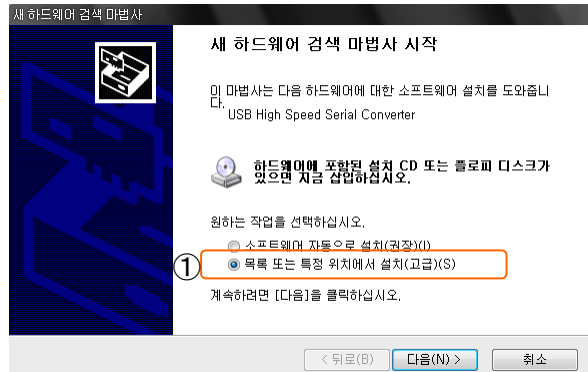 새 하드웨어 검색 마법사
새 하드웨어 검색 마법사 시작
이 마법사는 다음 하드웨어에 대한 소프트웨어 설치를 도와줍니
다.
USB High Speed Serial Converter
하드웨어에 포함된 설치 CD 또는 플로피 디스크가
있으면 지금 삽입하십시오.
원하는 작업을 선택하십시오.
소프트웨어 자동으로 설치(권장)(I)
① 목록 또는 특정 위치에서 설치(고급)(S)
계속하려면 [다음]을 클릭하십시오.
< 뒤로(B) 다음(N) > 취소